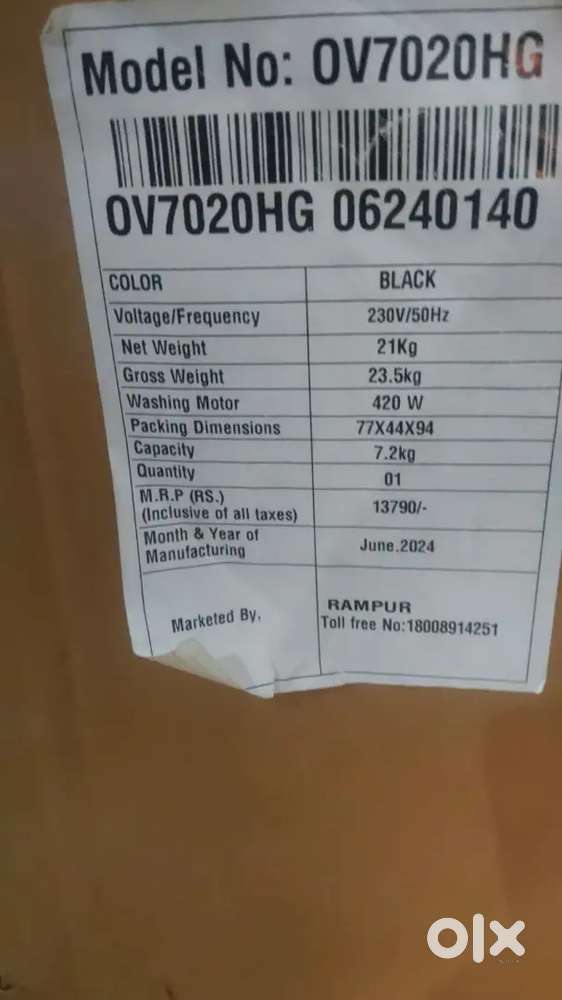 Model No: OV7020HG
OV7020HG 06240140
COLOR BLACK
Voltage/Frequency 230V/50Hz
Net Weight 21Kg
Gross Weight 23.5kg
Washing Motor 420 W
Packing Dimensions 77X44X94
Capacity 7.2kg
Quantity 01
M.R.P (RS.)
(Inclusive of all taxes) 13790/-
Month & Year of
Manufacturing June.2024
Marketed By, RAMPUR
Toll free No:18008914251
olx